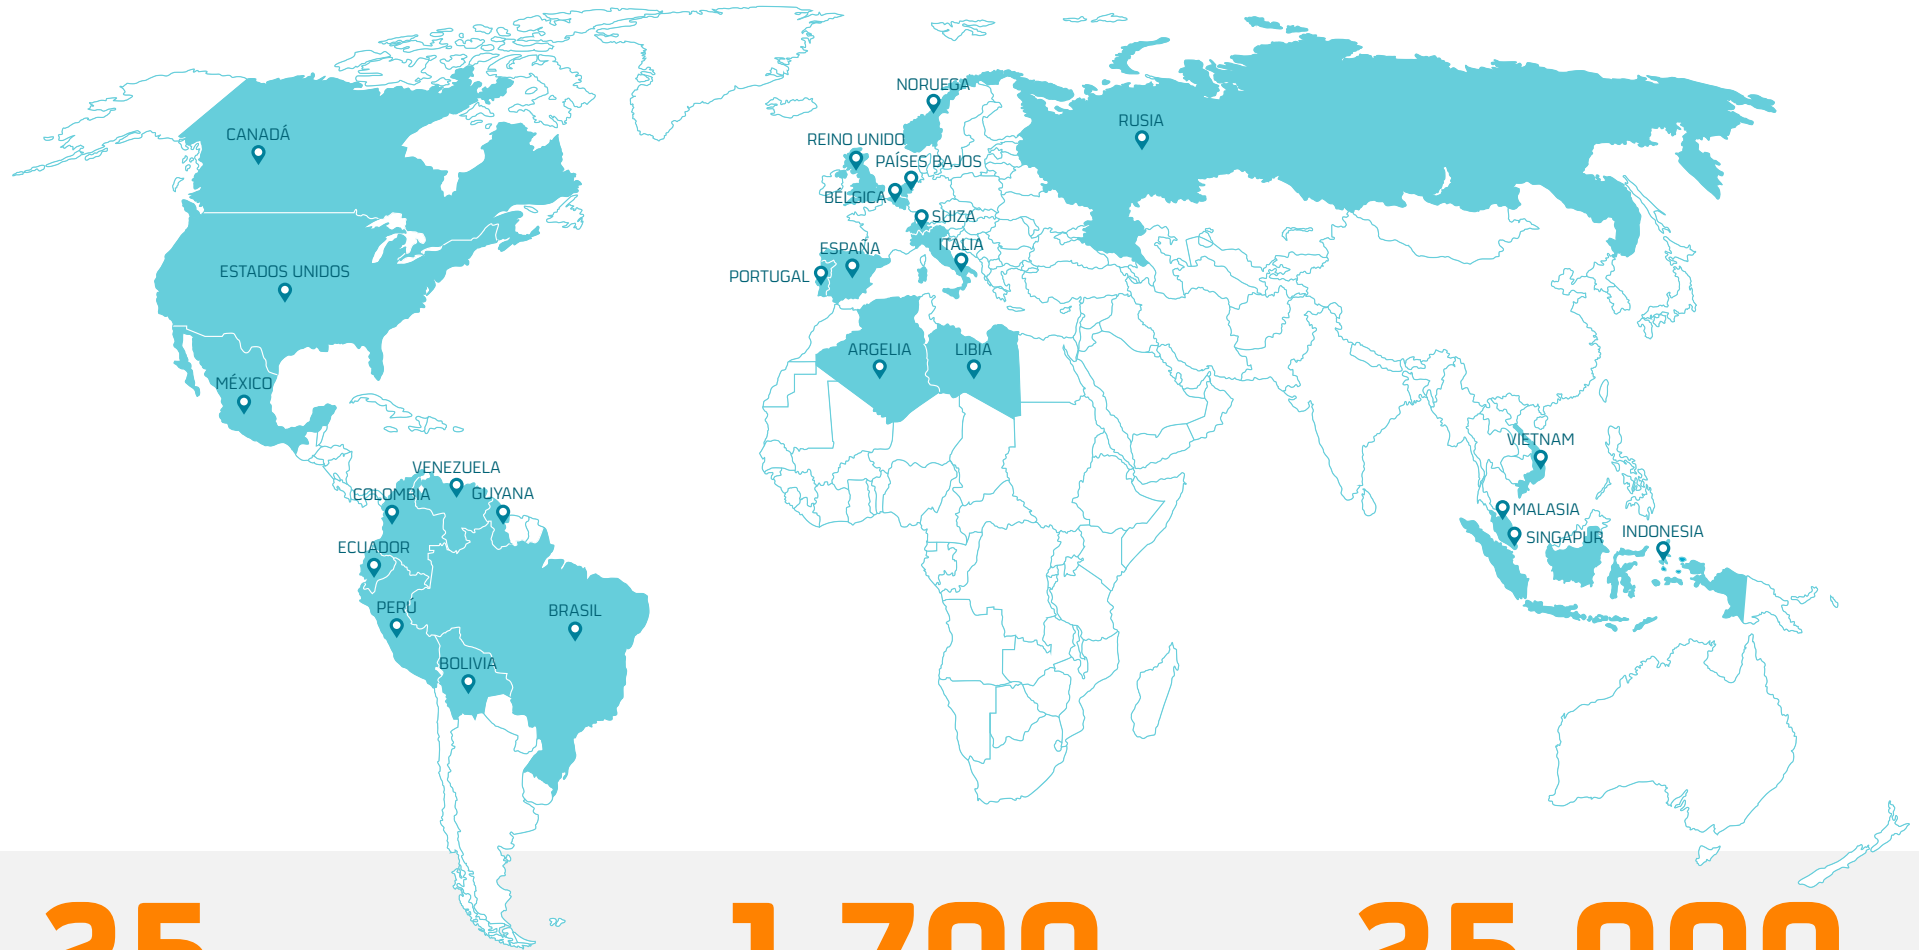 NORUEGA
RUSIA
CANADÁ
REINO UNIDO
PAÍSES BAJOS
BÉLGICA
SUIZA
ITALIA
ESPAÑA
PORTUGAL
ESTADOS UNIDOS
ARGELIA
LIBIA
MÉXICO
VIETNAM
VENEZUELA
COLOMBIA
GUYANA
MALASIA
SINGAPUR
INDONESIA
ECUADOR
PERÚ
BRASIL
BOLIVIA